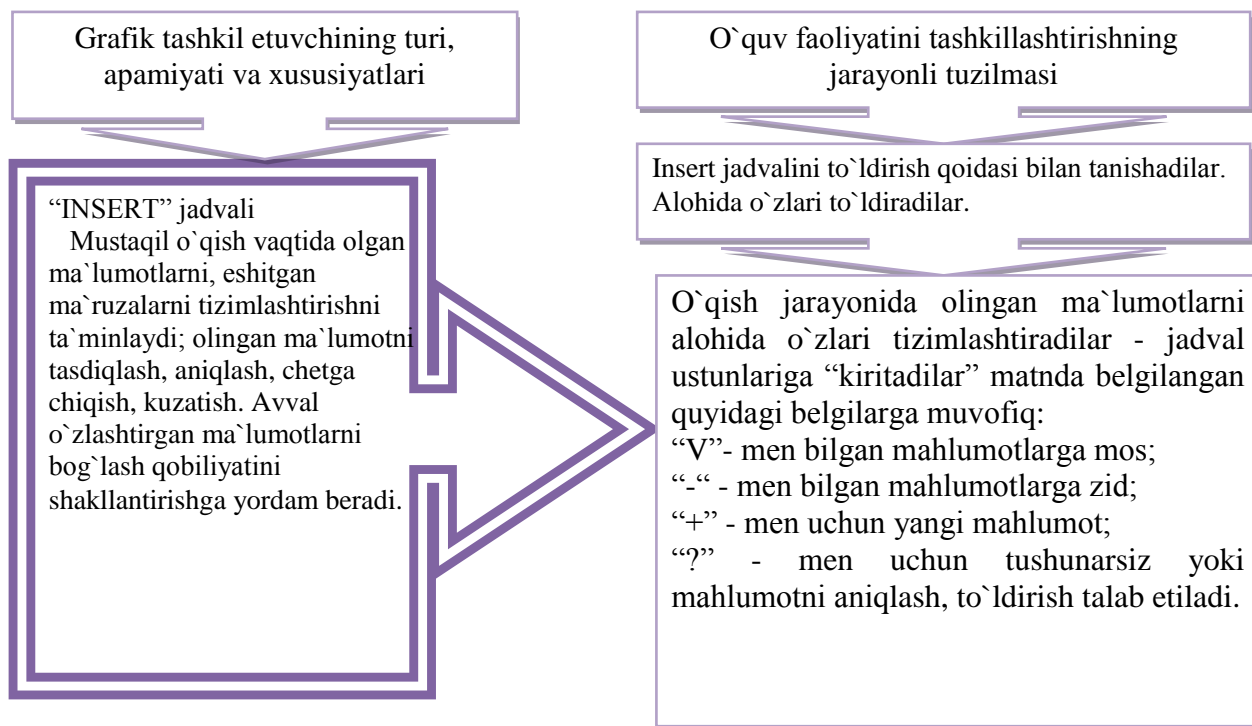 Grafik tashkil etuvchining turi,
apamiyati va xususiyatlari
“INSERT” jadvali
Mustaqil o`qish vaqtida olgan
ma`lumotlarni, eshitgan
ma`ruzalarni tizimlashtirishni
ta`minlaydi; olingan ma`lumotni
tasdiqlash, aniqlash, chetga
chiqish, kuzatish. Avval
o`zlashtirgan ma`lumotlarni
bog`lash qobiliyatini
shakllantirishga yordam beradi.
O`quv faoliyatini tashkillashtirishning
jarayonli tuzilmasi
Insert jadvalini to`ldirish qoidasi bilan tanishadilar.
Alohida o`zlari to`ldiradilar.
O`qish jarayonida olingan ma`lumotlarni
alohida o`zlari tizimlashtiradilar - jadval
ustunlariga “kiritadilar” matnda belgilangan
quyidagi belgilarga muvofiq:
“V”- men bilgan mahlumotlarga mos;
“-“ - men bilgan mahlumotlarga zid;
“+” - men uchun yangi mahlumot;
“?” - men uchun tushunarsiz yoki
mahlumotni aniqlash, to`ldirish talab etiladi.